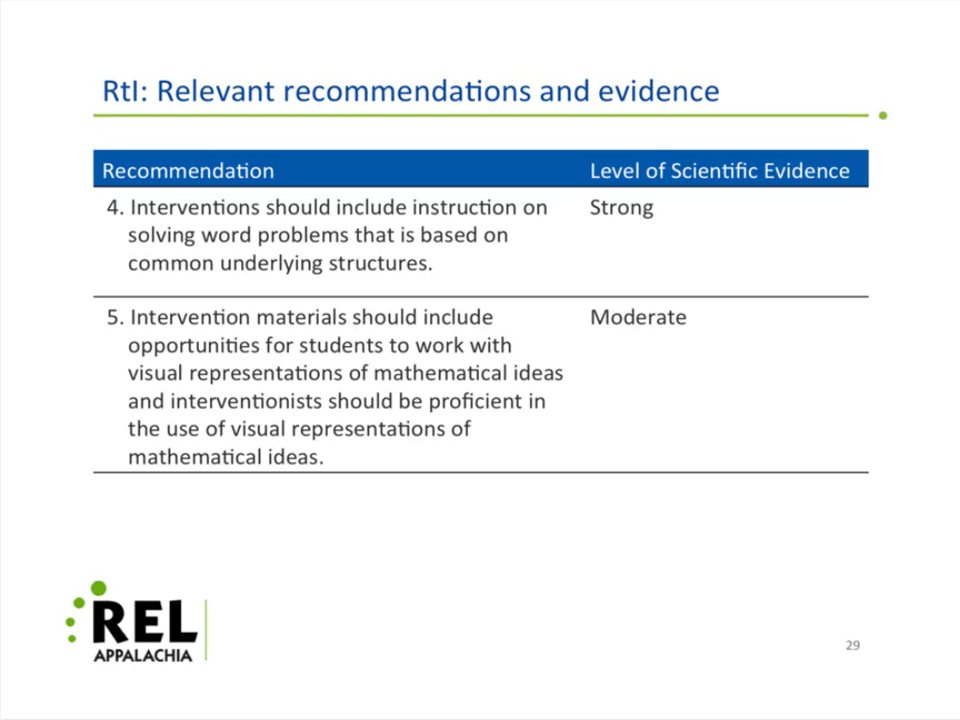 RtI: Relevant recommendations and evidence
Recommendation Level of Scientific Evidence
4. Interventions should include instruction on Strong
solving word problems that is based on
common underlying structures.
5. Intervention materials should include Moderate
opportunities for students to work with
visual representations of mathematical ideas
and interventionists should be proficient in
the use of visual representations of
mathematical ideas.
REL
APPALACHIA
29